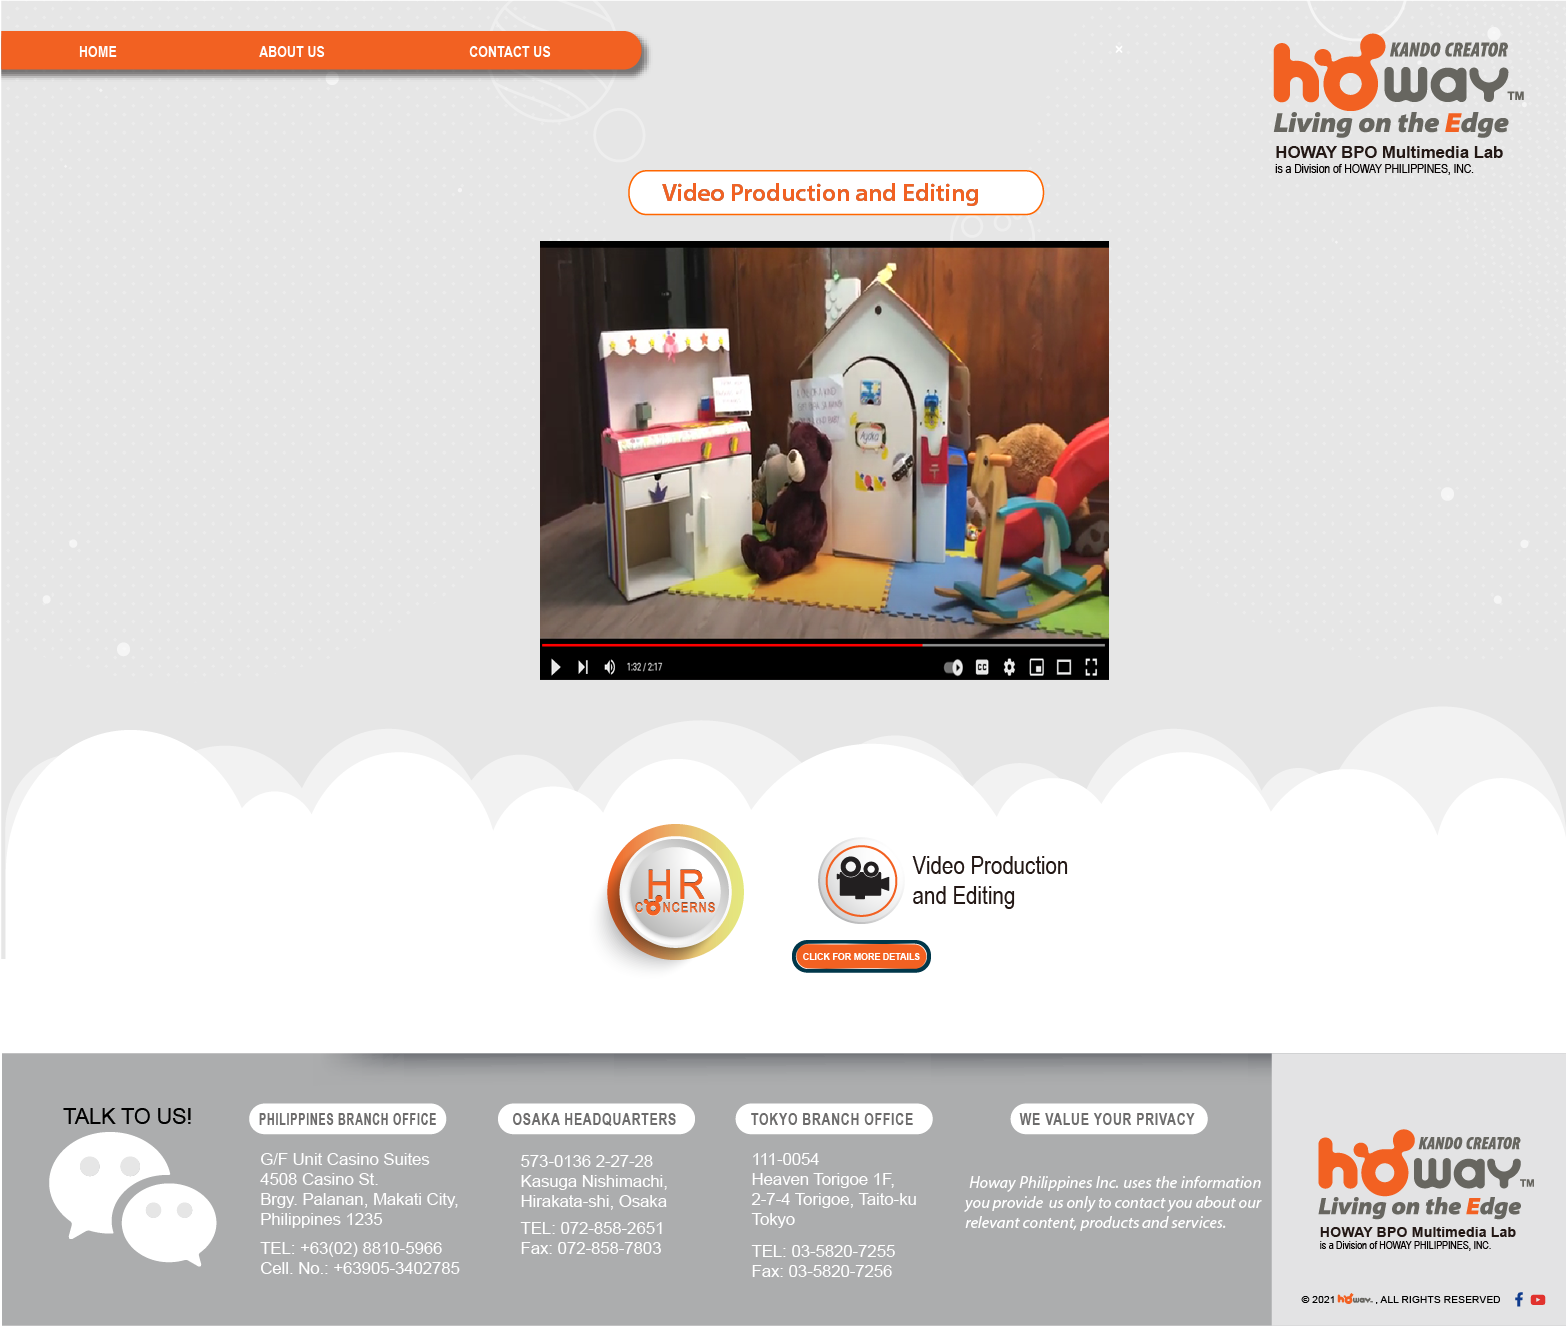 HOME ABOUT US CONTACT US
KANDO CREATOR
howay™
Living on the Edge
HOWAY BPO Multimedia Lab
is a Division of HOWAY PHILIPPINES, INC.
Video Production and Editing
Ayka
1:32 / 2:17
CC
HR
CONCERNS
Video Production
and Editing
CLICK FOR MORE DETAILS
TALK TO US!
PHILIPPINES BRANCH OFFICE
G/F Unit Casino Suites
4508 Casino St.
Brgy. Palanan, Makati City,
Philippines 1235
TEL: +63(02) 8810-5966
Cell. No.: +63905-3402785
OSAKA HEADQUARTERS
573-0136 2-27-28
Kasuga Nishimachi,
Hirakata-shi, Osaka
TEL: 072-858-2651
Fax: 072-858-7803
TOKYO BRANCH OFFICE
111-0054
Heaven Torigoe 1F,
2-7-4 Torigoe, Taito-ku
Tokyo
TEL: 03-5820-7255
Fax: 03-5820-7256
WE VALUE YOUR PRIVACY
Howay Philippines Inc. uses the information
you provide us only to contact you about our
relevant content, products and services.
KANDO CREATOR
howay™
Living on the Edge
HOWAY BPO Multimedia Lab
is a Division of HOWAY PHILIPPINES, INC.
© 2021 howay. , ALL RIGHTS RESERVED